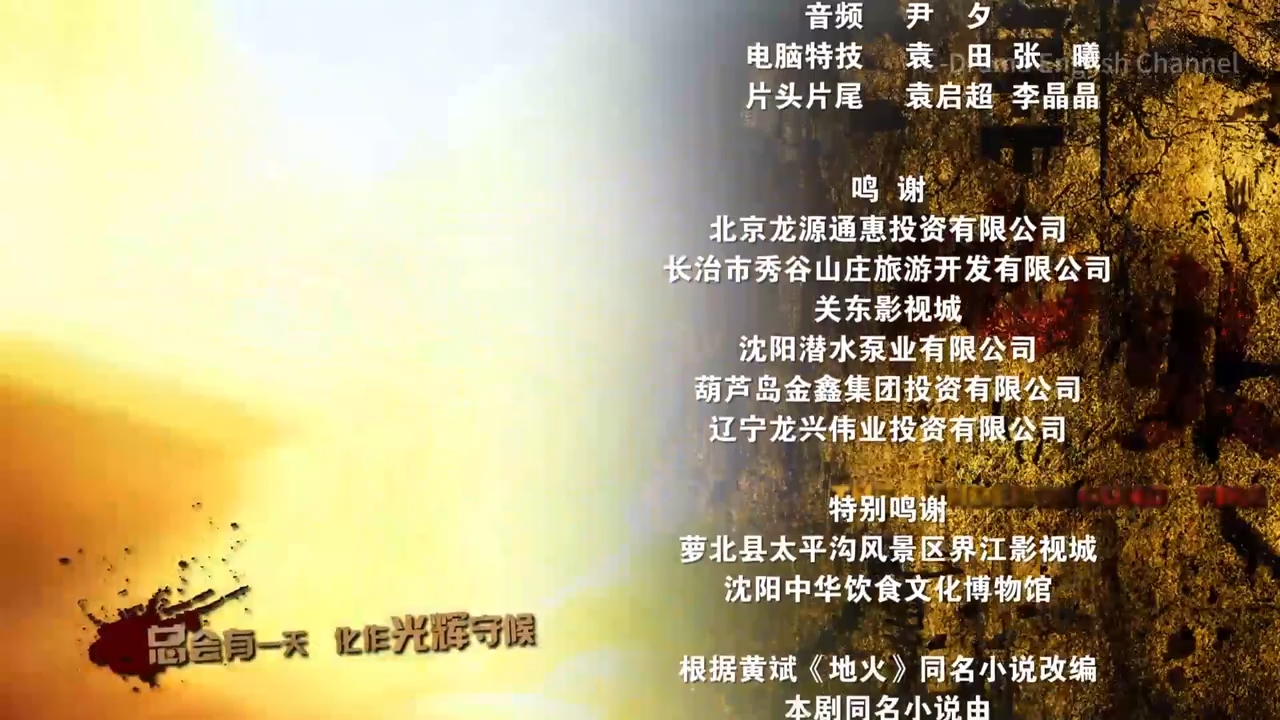 音频 尹 夕
电脑特技 袁 田 张 曦
C-Drama English Channel
片头片尾 袁启超 李晶晶
鸣 谢
北京龙源通惠投资有限公司
长治市秀谷山庄旅游开发有限公司
关东影视城
沈阳潜水泵业有限公司
葫芦岛金鑫集团投资有限公司
辽宁龙兴伟业投资有限公司
特别鸣谢
萝北县太平沟风景区界江影视城
沈阳中华饮食文化博物馆
总会有一天 化作光辉守候
根据黄斌《地火》同名小说改编
本剧同名小说由